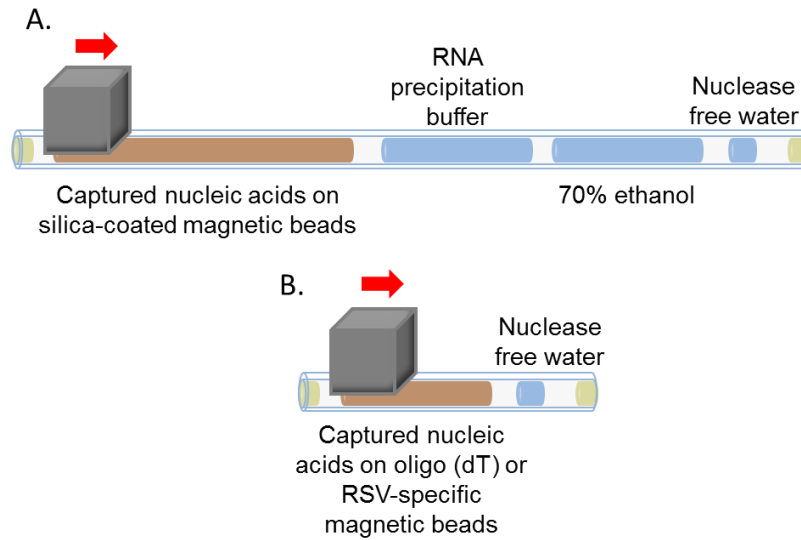 A.
RNA
precipitation
buffer
Nuclease
free water
Captured nucleic acids on
silica-coated magnetic beads
70% ethanol
B.
Nuclease
free water
Captured nucleic
acids on oligo (dT) or
RSV-specific
magnetic beads